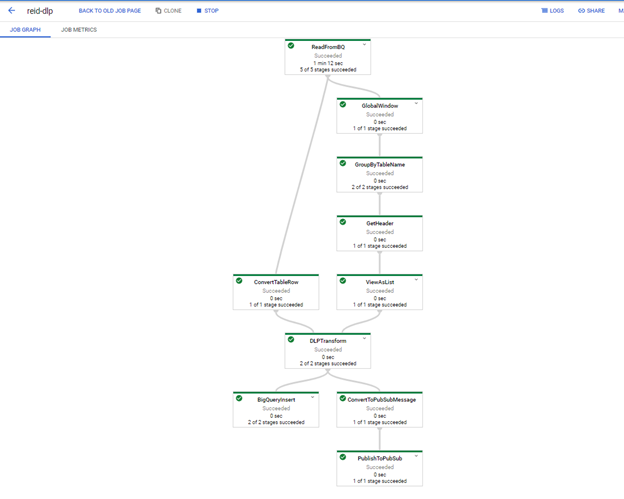 reid-dlp
BACK TO OLD JOB PAGE
CLONE
STOP
LOGS
SHARE
JOB GRAPH
JOB METRICS
ReadFromBQ
Succeeded
1 min 12 sec
5 of 5 stages succeeded
GlobalWindow
Succeeded
0 sec
1 of 1 stage succeeded
GroupByTableName
Succeeded
0 sec
2 of 2 stages succeeded
GetHeader
Succeeded
0 sec
1 of 1 stage succeeded
ConvertTableRow
Succeeded
0 sec
1 of 1 stage succeeded
ViewAsList
Succeeded
0 sec
1 of 1 stage succeeded
DLPTransform
Succeeded
0 sec
2 of 2 stages succeeded
BigQueryInsert
Succeeded
0 sec
2 of 2 stages succeeded
ConvertToPubSubMessage
Succeeded
0 sec
1 of 1 stage succeeded
PublishToPubSub
Succeeded
0 sec
1 of 1 stage succeeded